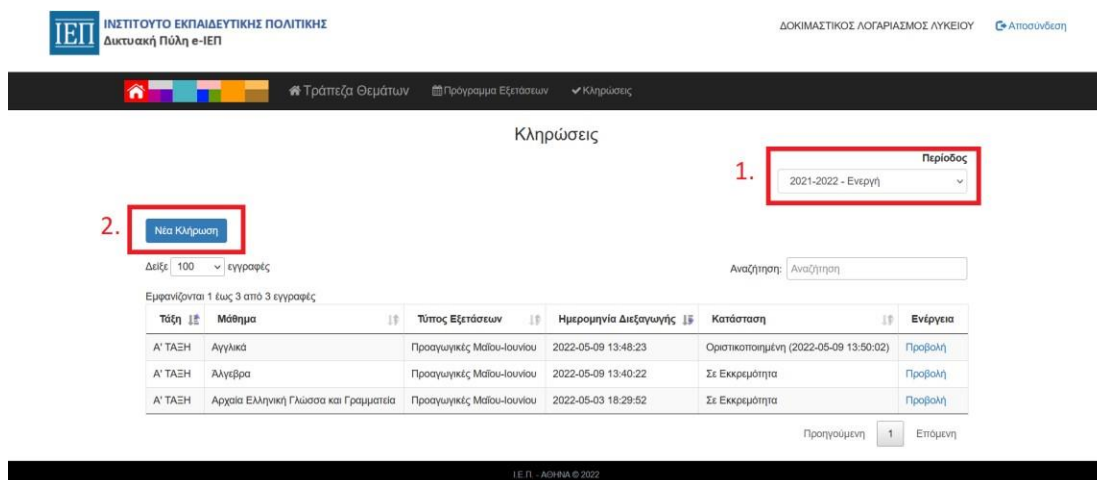 ΙΕΠ
ΙΝΣΤΙΤΟΥΤΟ ΕΚΠΑΙΔΕΥΤΙΚΗΣ ΠΟΛΙΤΙΚΗΣ
Δικτυακή Πύλη e-ΙΕΠ
ΔΟΚΙΜΑΣΤΙΚΟΣ ΛΟΓΑΡΙΑΣΜΟΣ ΛΥΚΕΙΟΥ Αποσύνδεση
Τράπεζα Θεμάτων Πρόγραμμα Εξετάσεων Κληρώσεις
Κληρώσεις
Περίοδος
1. 2021-2022 - Ενεργή
2. Νέα Κλήρωση
Δείξε 100 εγγραφές Αναζήτηση: Αναζήτηση
Εμφανίζονται 1 έως 3 από 3 εγγραφές
Τάξη Μάθημα Τύπος Εξετάσεων Ημερομηνία Διεξαγωγής Κατάσταση Ενέργεια
Α' ΤΑΞΗ Αγγλικά Προαγωγικές Μαΐου-Ιουνίου 2022-05-09 13:48:23 Οριστικοποιημένη (2022-05-09 13:50:02) Προβολή
Α' ΤΑΞΗ Άλγεβρα Προαγωγικές Μαΐου-Ιουνίου 2022-05-09 13:40:22 Σε Εκκρεμότητα Προβολή
Α' ΤΑΞΗ Αρχαία Ελληνική Γλώσσα και Γραμματεία Προαγωγικές Μαΐου-Ιουνίου 2022-05-03 18:29:52 Σε Εκκρεμότητα Προβολή
Προηγούμενη 1 Επόμενη
Ι.Ε.Π. - ΑΘΗΝΑ © 2022